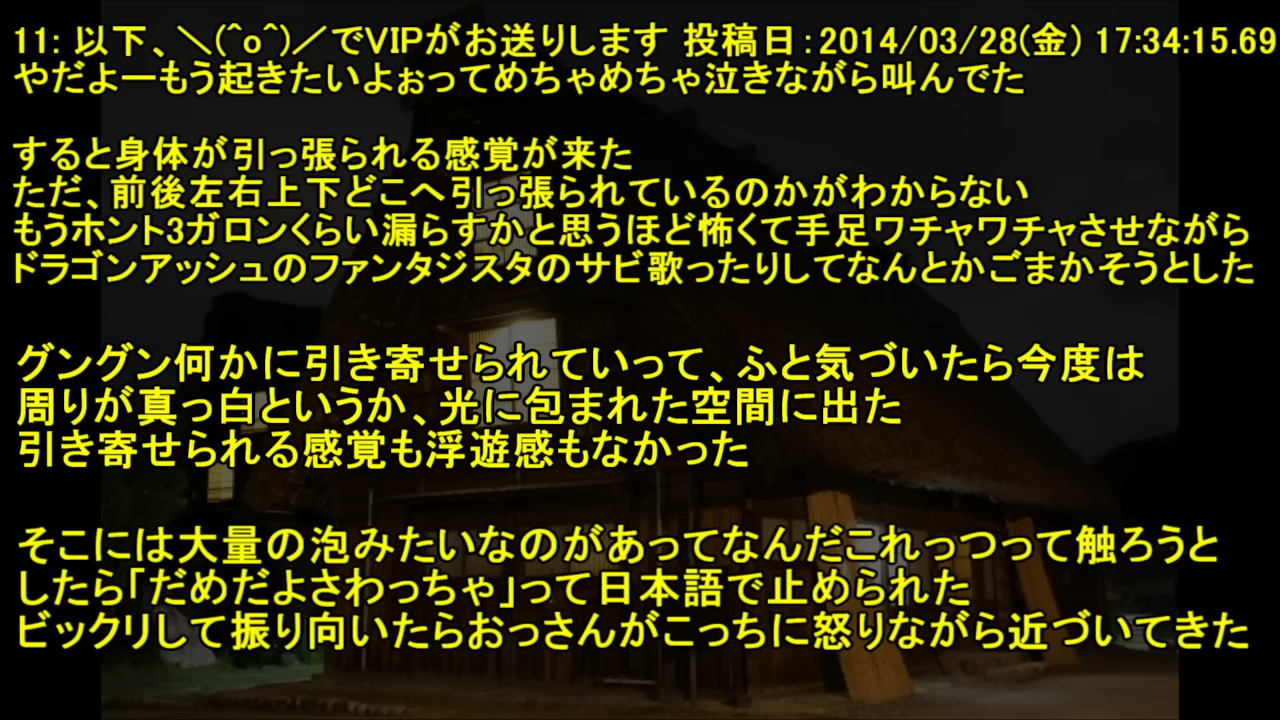 11: 以下、＼(^o^)／でVIPがお送りします 投稿日：2014/03/28(金) 17:34:15.69
やだよーもう起きたいよぉってめちゃめちゃ泣きながら叫んでた
すると身体が引っ張られる感覚が来た
ただ、前後左右上下どこへ引っ張られているのかがわからない
もうホント3ガロンくらい漏らすかと思うほど怖くて手足ワチャワチャさせながら
ドラゴンアッシュのファンタジスタのサビ歌ったりしてなんとかごまかそうとした
グングン何かに引き寄せられていって、ふと気づいたら今度は
周りが真っ白というか、光に包まれた空間に出た
引き寄せられる感覚も浮遊感もなかった
そこには大量の泡みたいなのがあってなんだこれっつって触ろうと
したら「だめだよさわっちゃ」って日本語で止められた
ビックリして振り向いたらおっさんがこっちに怒りながら近づいてきた